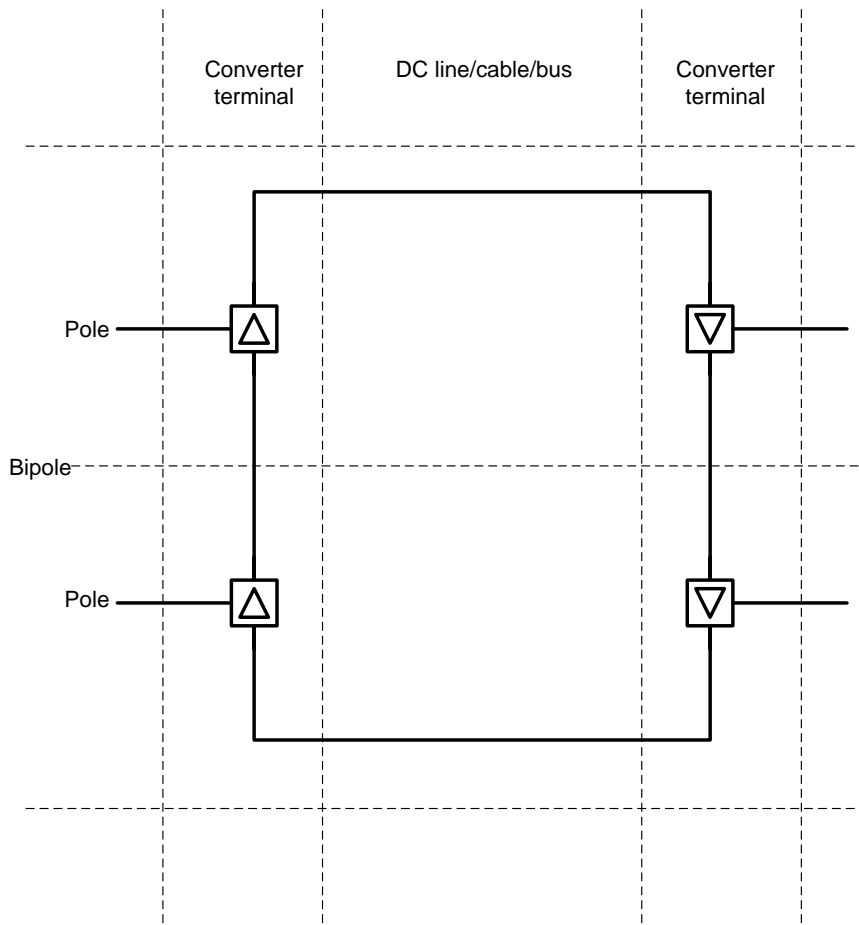 Converter
terminal
DC line/cable/bus
Converter
terminal
Pole
Bipole
Pole